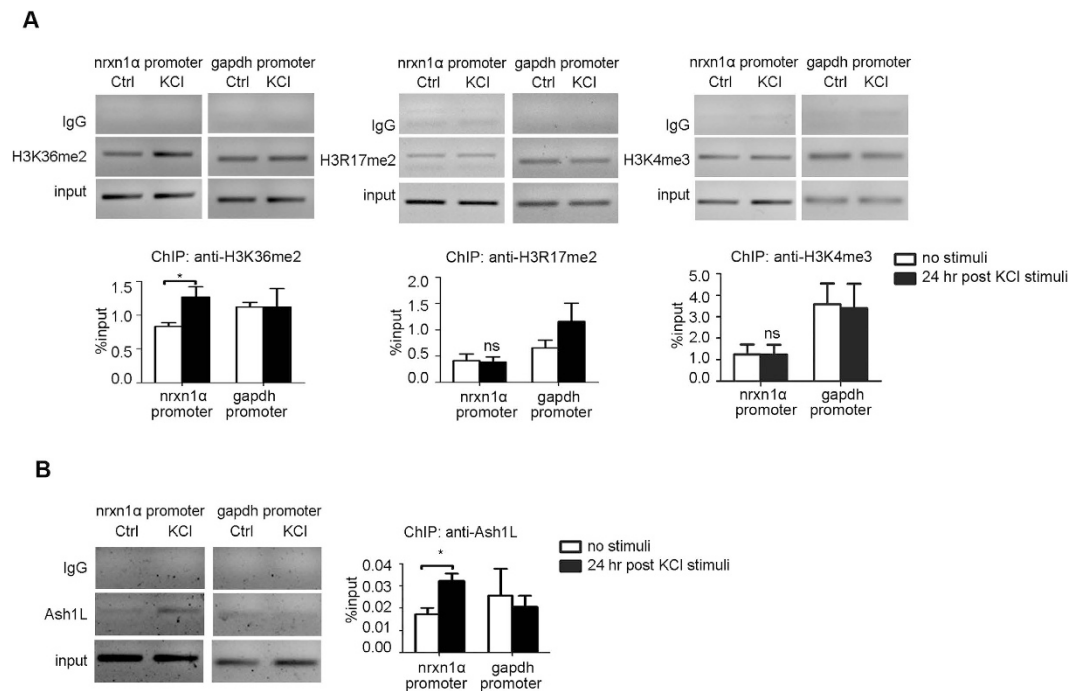 A
nrxn1α promoter gapdh promoter
Ctrl KCl Ctrl KCl
IgG
H3K36me2
input
ChIP: anti-H3K36me2
*
%input
1.5
1.0
0.5
0.0
nrxn1α promoter
gapdh promoter
nrxn1α promoter gapdh promoter
Ctrl KCl Ctrl KCl
IgG
H3R17me2
input
ChIP: anti-H3R17me2
%input
2.0
1.5
1.0
0.5
0.0
ns
nrxn1α promoter
gapdh promoter
nrxn1α promoter gapdh promoter
Ctrl KCl Ctrl KCl
IgG
H3K4me3
input
ChIP: anti-H3K4me3
%input
5.0
4.0
3.0
2.0
1.0
0.0
ns
nrxn1α promoter
gapdh promoter
no stimuli
24 hr post KCl stimuli
B
nrxn1α promoter gapdh promoter
Ctrl KCl Ctrl KCl
IgG
Ash1L
input
ChIP: anti-Ash1L
*
%input
0.04
0.03
0.02
0.01
0.00
nrxn1α promoter
gapdh promoter
no stimuli
24 hr post KCl stimuli